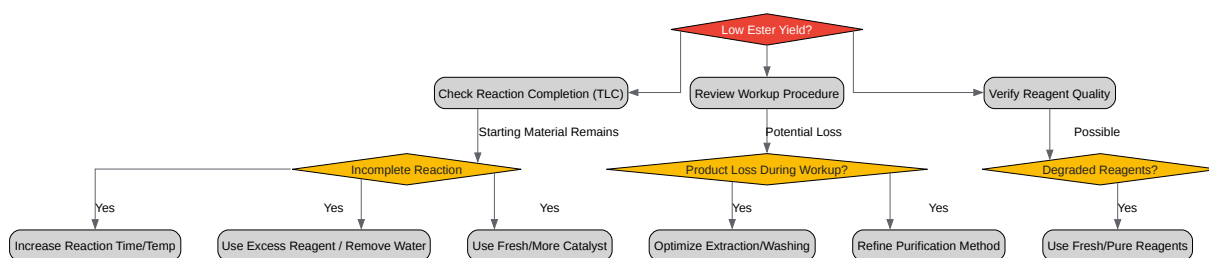 Low Ester Yield?
Check Reaction Completion (TLC)
Review Workup Procedure
Verify Reagent Quality
Starting Material Remains
Potential Loss
Possible
Incomplete Reaction
Product Loss During Workup?
Degraded Reagents?
Yes
Yes
Yes
Yes
Yes
Yes
Increase Reaction Time/Temp
Use Excess Reagent / Remove Water
Use Fresh/More Catalyst
Optimize Extraction/Washing
Refine Purification Method
Use Fresh/Pure Reagents